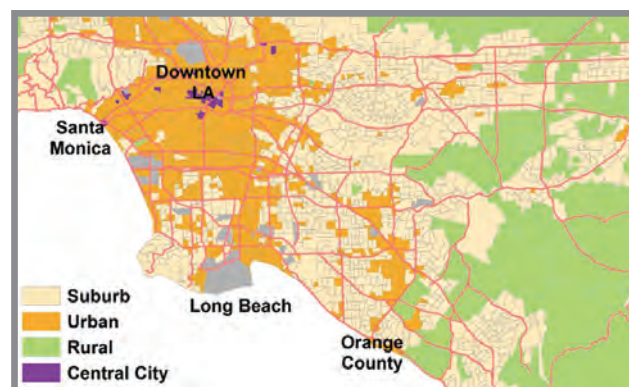 Downtown
LA
Santa
Monica
Long Beach
Orange
County
Suburb
Urban
Rural
Central City